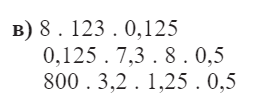 в) 8 . 123 . 0,125
0,125 . 7,3 . 8 . 0,5
800 . 3,2 . 1,25 . 0,5